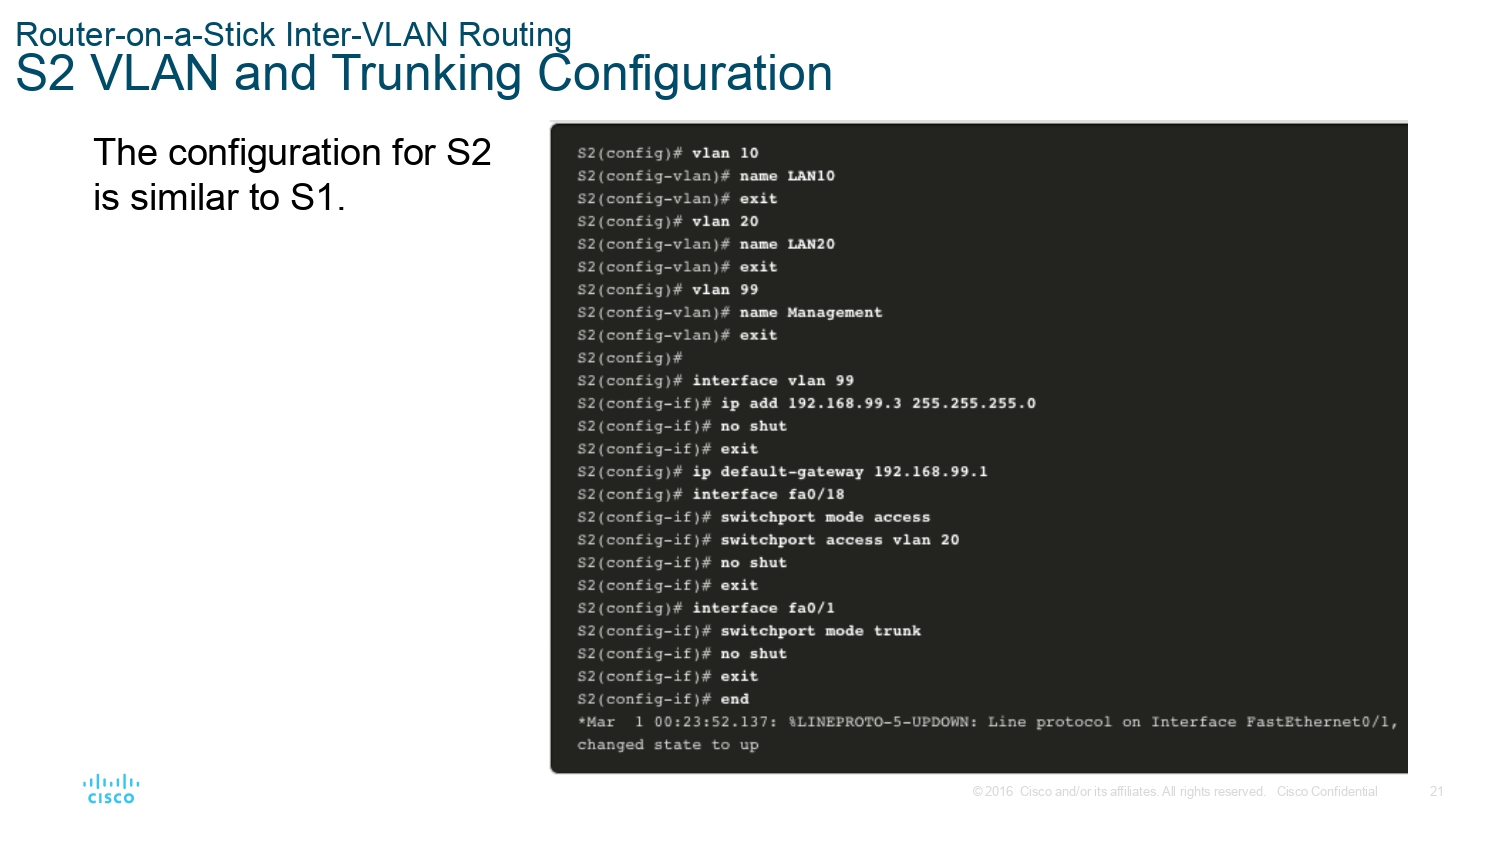 Router-on-a-Stick Inter-VLAN Routing
S2 VLAN and Trunking Configuration
The configuration for S2
is similar to S1.
S2(config)# vlan 10
S2(config-vlan)# name LAN10
S2(config-vlan)# exit
S2(config)# vlan 20
S2(config-vlan)# name LAN20
S2(config-vlan)# exit
S2(config)# vlan 99
S2(config-vlan)# name Management
S2(config-vlan)# exit
S2(config)#
S2(config)# interface vlan 99
S2(config-if)# ip add 192.168.99.3 255.255.255.0
S2(config-if)# no shut
S2(config-if)# exit
S2(config)# ip default-gateway 192.168.99.1
S2(config)# interface fa0/18
S2(config-if)# switchport mode access
S2(config-if)# switchport access vlan 20
S2(config-if)# no shut
S2(config-if)# exit
S2(config)# interface fa0/1
S2(config-if)# switchport mode trunk
S2(config-if)# no shut
S2(config-if)# exit
S2(config-if)# end
*Mar  1 00:23:52.137: %LINEPROTO-5-UPDOWN: Line protocol on Interface FastEthernet0/1,
changed state to up
CISCO
© 2016 Cisco and/or its affiliates. All rights reserved. Cisco Confidential
21